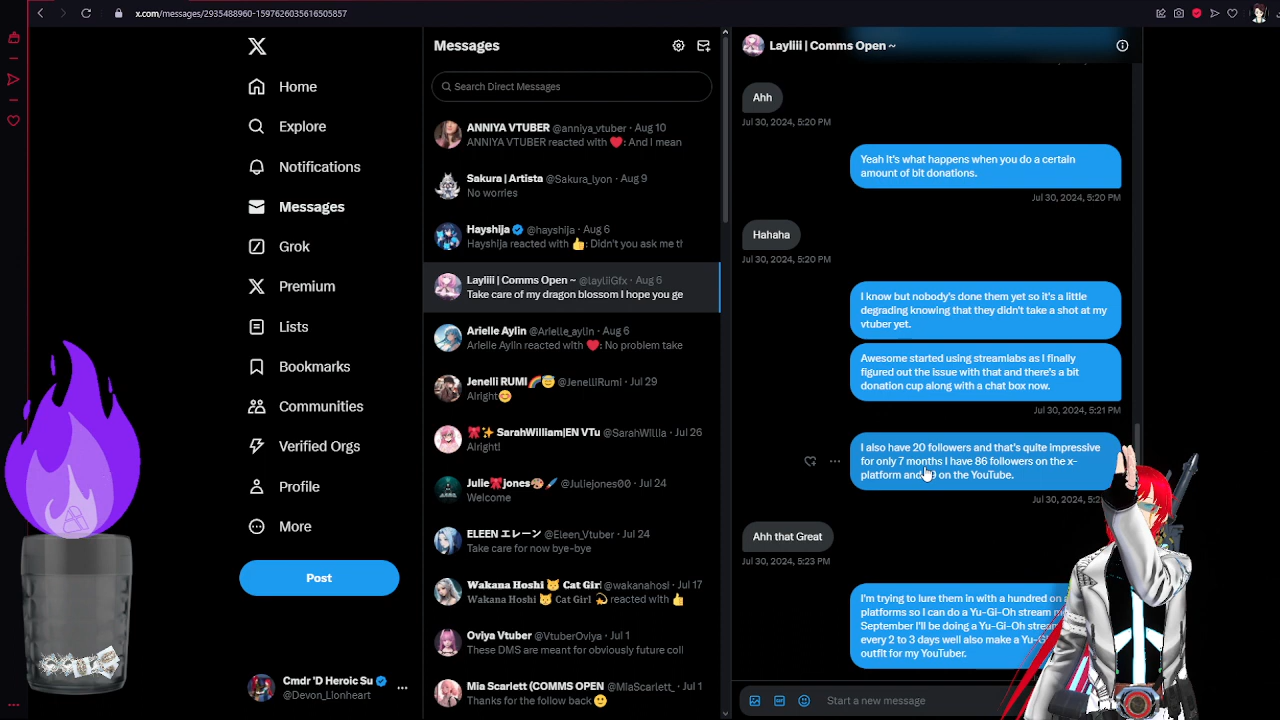 x.com/messages/2935488960-1597626035616505857
Home
Explore
Notifications
Messages
Grok
Premium
Lists
Bookmarks
Communities
Verified Orgs
Profile
More
Post
Cmdr 'D Heroic Su
@Devon_Lionheart
Messages
Search Direct Messages
ANNIYA VTUBER @anniya_vtuber · Aug 10
ANNIYA VTUBER reacted with ❤️: And I mean
Sakura | Artista @Sakura_lyon · Aug 9
No worries
Hayshija @hayshija · Aug 6
Hayshija reacted with 👍: Didn't you ask me tl
Layliii | Comms Open ~ @layliiGfx · Aug 6
Take care of my dragon blossom I hope you ge
Arielle Aylin @Arielle_aylin · Aug 6
Arielle Aylin reacted with ❤️: No problem take
Jenelli RUMI🌈😇 @JenelliRumi · Jul 29
Alright😊
🎀✨ SarahWilliam|EN VTu @SarahWillia · Jul 26
Alright!
Julie🎀jones🎨🖌️ @Juliejones00 · Jul 24
Welcome
ELEEN エレーン @Eleen_Vtuber · Jul 24
Take care for now bye-bye
Wakana Hoshi 🐱 Cat Girl @wakanahosi · Jul 17
Wakana Hoshi 🐱 Cat Girl 💫 reacted with 👍
Oviya Vtuber @VtuberOviya · Jul 1
These DMS are meant for obviously future coll
Mia Scarlett (COMMS OPEN @MiaScarlett_ · Jul 1
Thanks for the follow back🙂
Layliii | Comms Open ~
Ahh
Jul 30, 2024, 5:20 PM
Yeah it's what happens when you do a certain
amount of bit donations.
Jul 30, 2024, 5:20 PM
Hahaha
Jul 30, 2024, 5:20 PM
I know but nobody's done them yet so it's a little
degrading knowing that they didn't take a shot at my
vtuber yet.
Awesome started using streamlabs as I finally
figured out the issue with that and there's a bit
donation cup along with a chat box now.
Jul 30, 2024, 5:21 PM
I also have 20 followers and that's quite impressive
for only 7 months I have 86 followers on the x-
platform and on the YouTube.
Jul 30, 2024, 5:2
Ahh that Great
Jul 30, 2024, 5:23 PM
I'm trying to lure them in with a hundred on
platforms so I can do a Yu-Gi-Oh stream
September I'll be doing a Yu-Gi-Oh
every 2 to 3 days well also make a
outfit for my YouTuber.
Start a new message